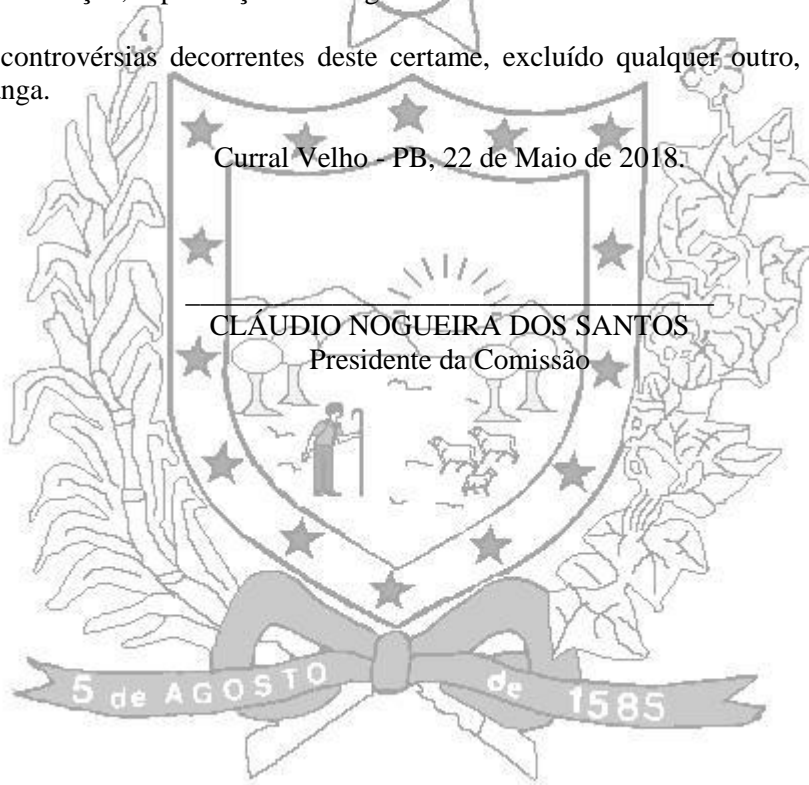 controvérsias decorrentes deste certame, excluído qualquer outro,
Curral Velho - PB, 22 de Maio de 2018.
CLÁUDIO NOGUEIRA DOS SANTOS
Presidente da Comissão
5 de AGOSTO de 1585